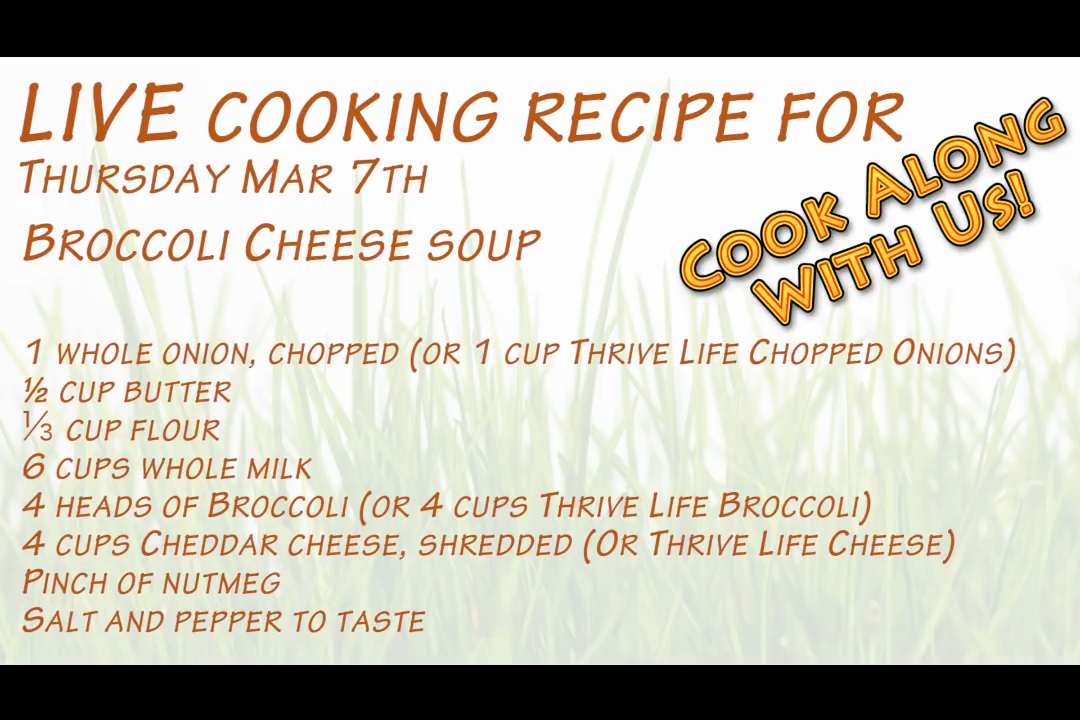 LIVE COOKING RECIPE FOR
THURSDAY MAR 7TH
BROCCOLI CHEESE SOUP
COOK ALONG
WITH US!
1 WHOLE ONION, CHOPPED (OR 1 CUP THRIVE LIFE CHOPPED ONIONS)
½ CUP BUTTER
⅓ CUP FLOUR
6 CUPS WHOLE MILK
4 HEADS OF BROCCOLI (OR 4 CUPS THRIVE LIFE BROCCOLI)
4 CUPS CHEDDAR CHEESE, SHREDDED (OR THRIVE LIFE CHEESE)
PINCH OF NUTMEG
SALT AND PEPPER TO TASTE